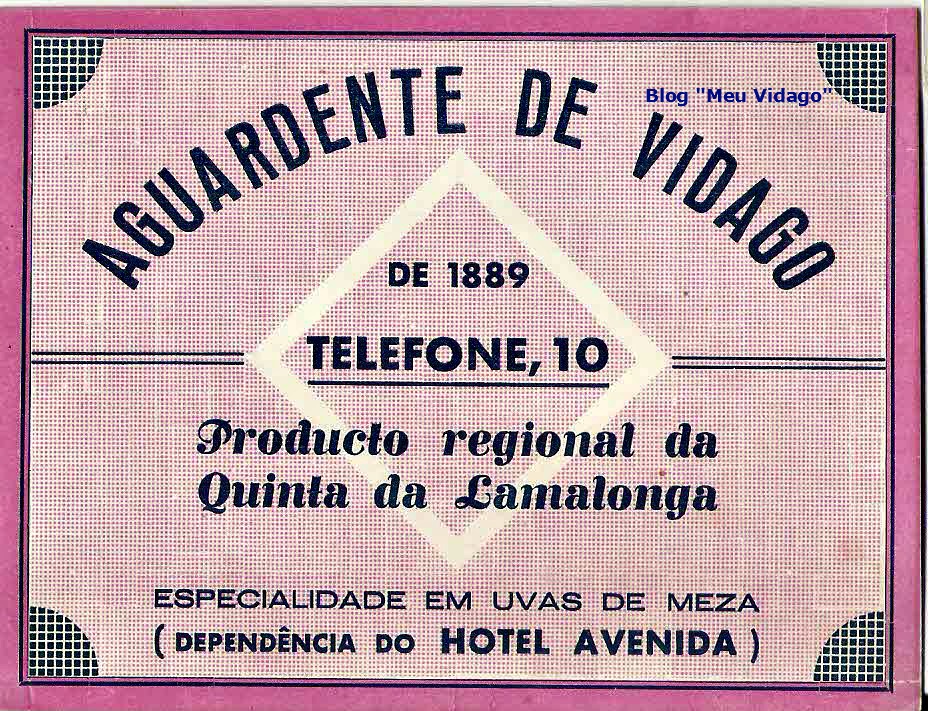 Blog "Meu Vidago"
AGUARDENTE DE VIDAGO
DE 1889
TELEFONE, 10
Producto regional da
Quinta da Lamalonga
ESPECIALIDADE EM UVAS DE MEZA
( DEPENDÊNCIA DO HOTEL AVENIDA )